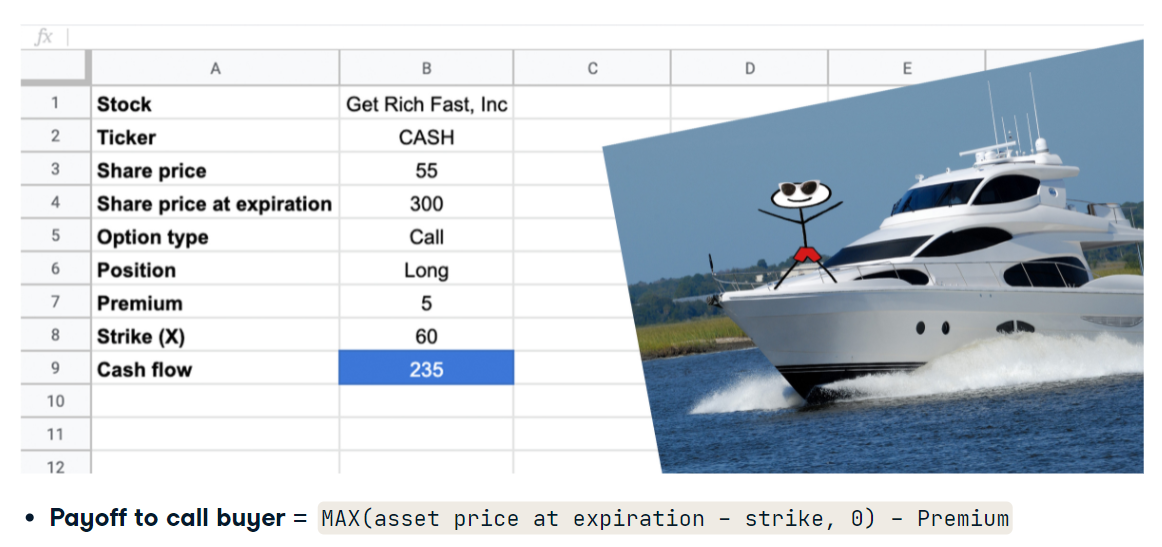 fx
A B C D E
1 Stock Get Rich Fast, Inc
2 Ticker CASH
3 Share price 55
4 Share price at expiration 300
5 Option type Call
6 Position Long
7 Premium 5
8 Strike (X) 60
9 Cash flow 235
10
11
12
• Payoff to call buyer = MAX(asset price at expiration – strike, 0) – Premium